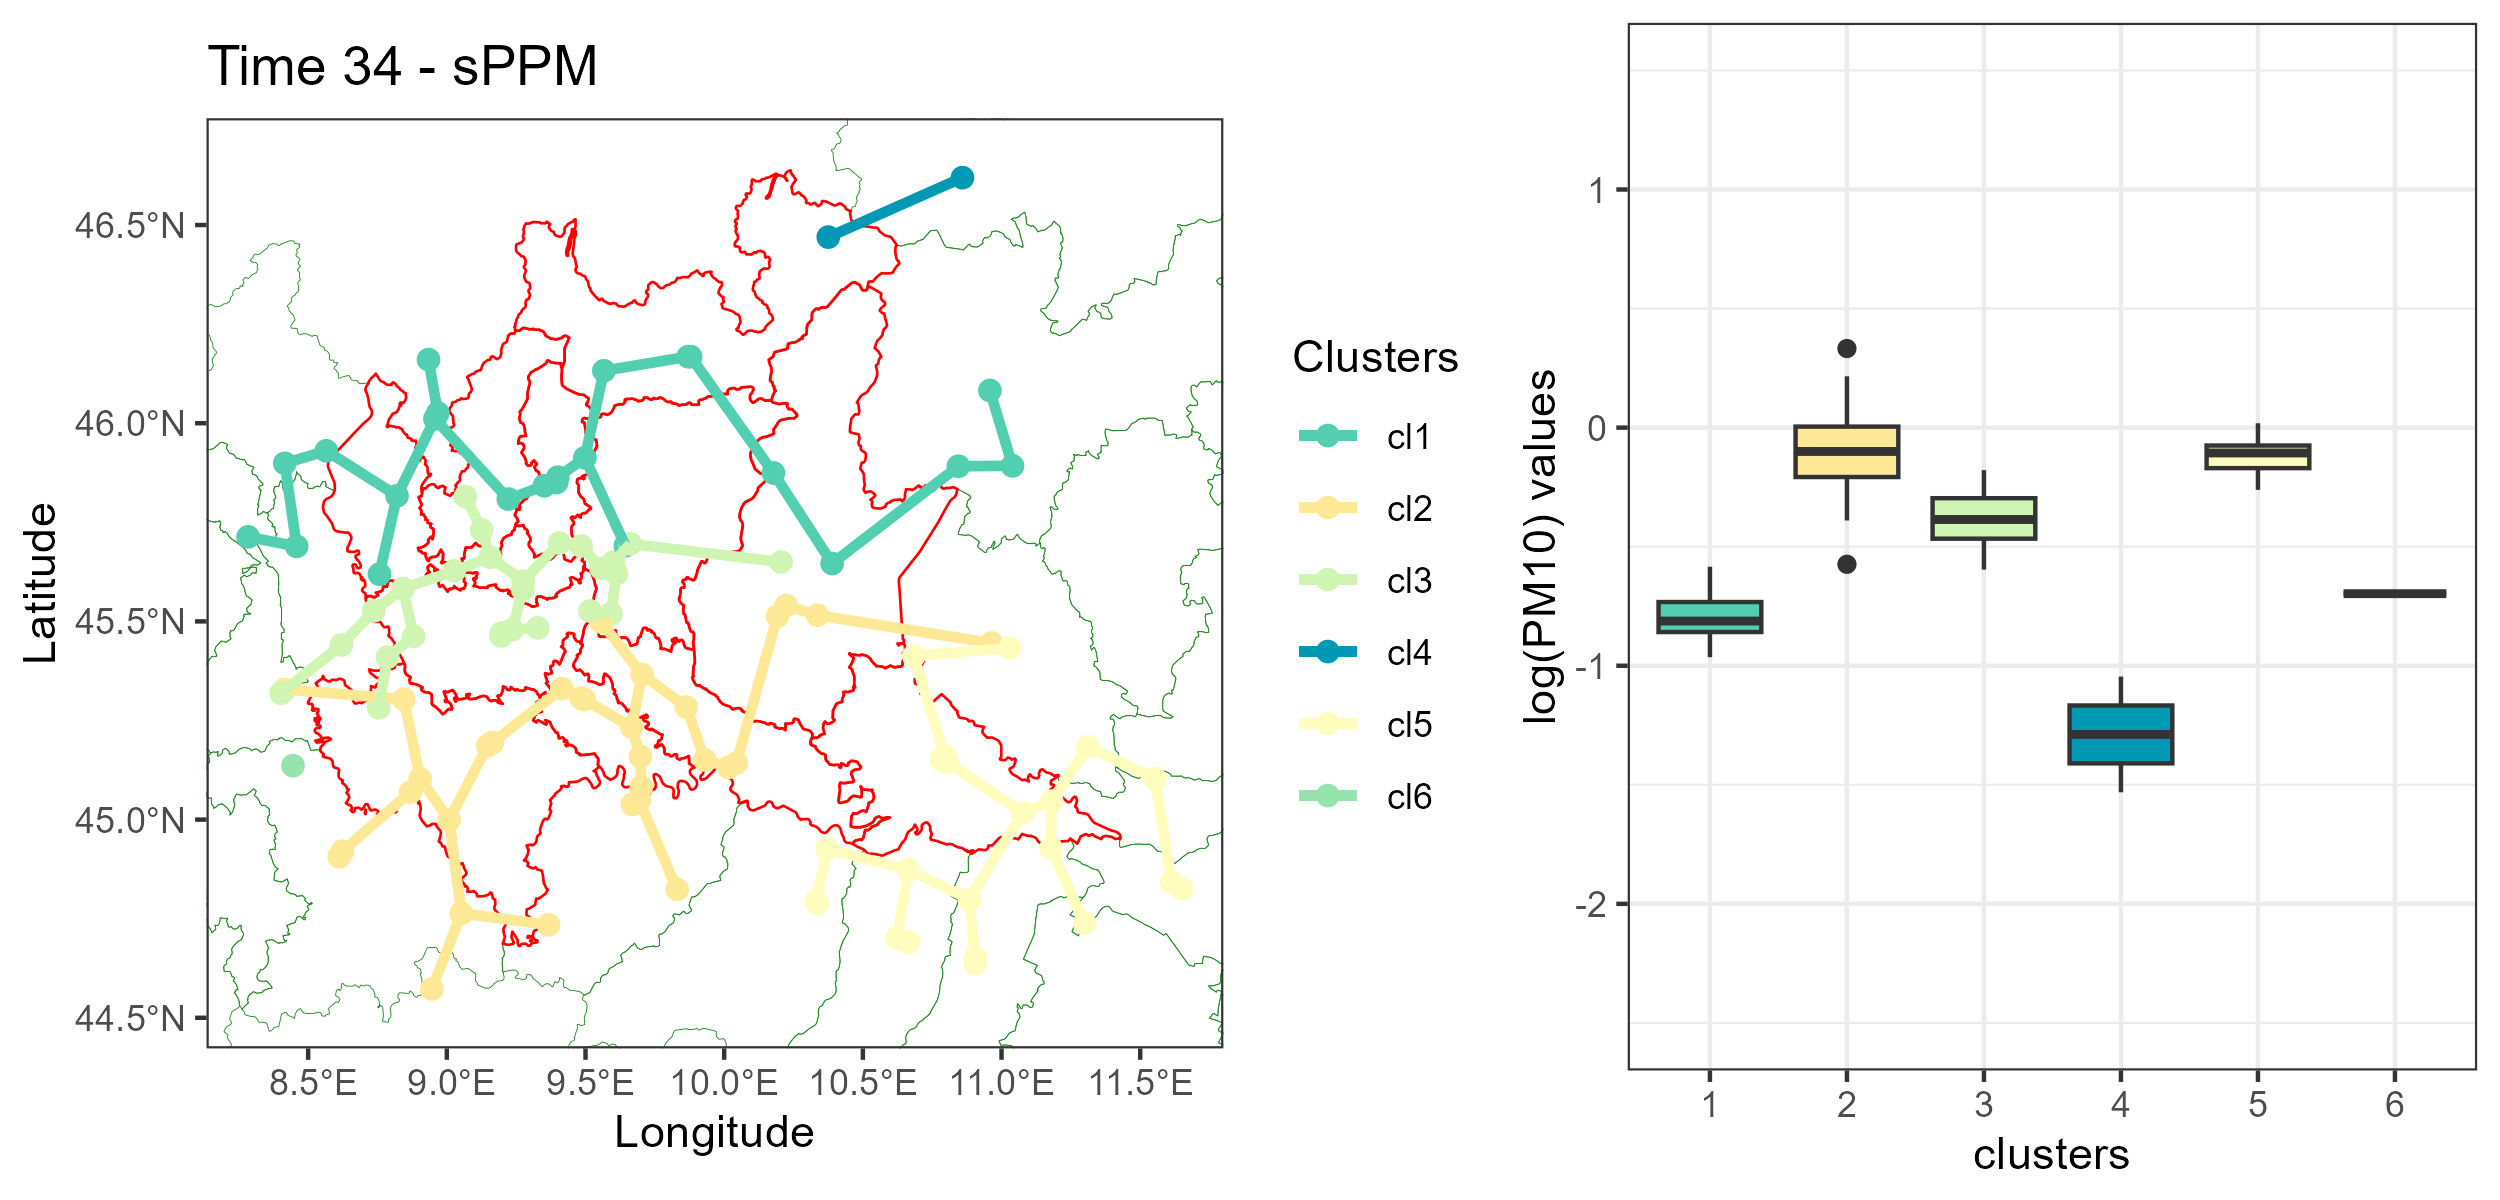 Time 34 - sPPM
Latitude
46.5°N
46.0°N
45.5°N
45.0°N
44.5°N
8.5°E
9.0°E
9.5°E
10.0°E
10.5°E
11.0°E
11.5°E
Longitude
Clusters
cl1
cl2
cl3
cl4
cl5
cl6
log(PM10) values
1
0
-1
-2
1
2
3
4
5
6
clusters